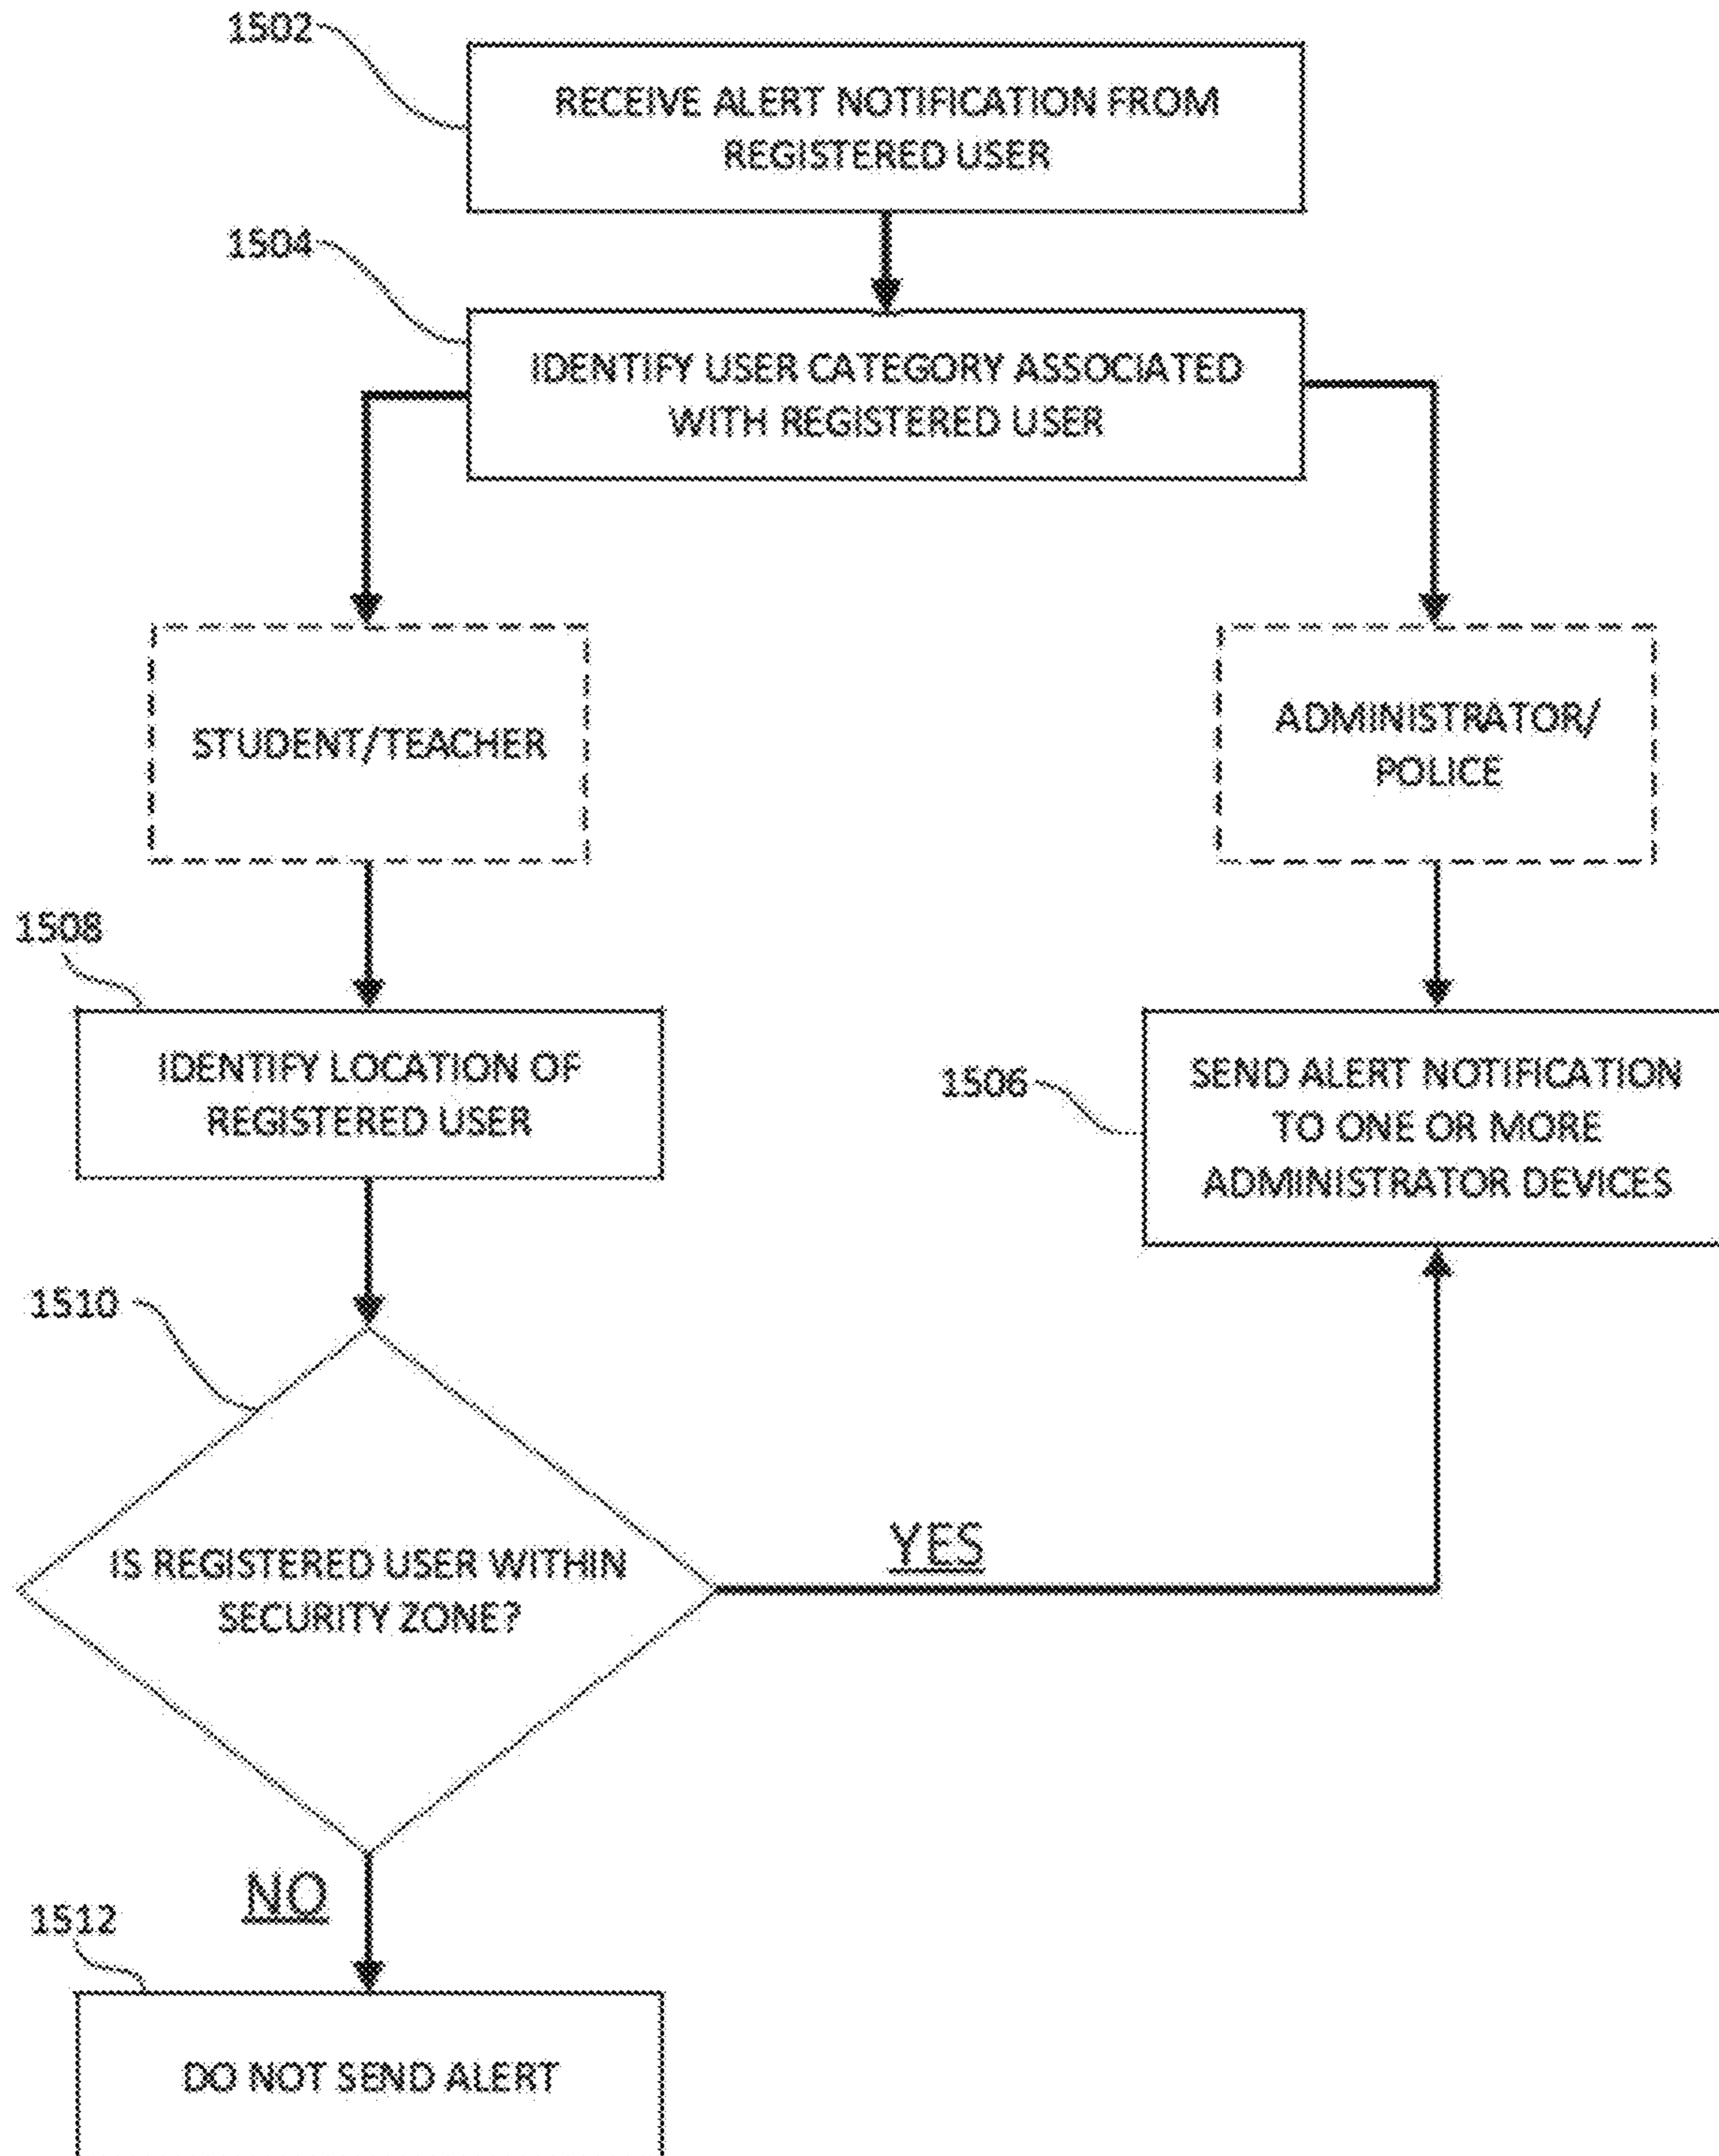 1502
RECEIVE ALERT NOTIFICATION FROM
REGISTERED USER
1504
IDENTIFY USER CATEGORY ASSOCIATED
WITH REGISTERED USER
STUDENT/TEACHER
ADMINISTRATOR/
POLICE
1508
IDENTIFY LOCATION OF
REGISTERED USER
1506
SEND ALERT NOTIFICATION
TO ONE OR MORE
ADMINISTRATOR DEVICES
1510
IS REGISTERED USER WITHIN
SECURITY ZONE?
YES
NO
1512
DO NOT SEND ALERT